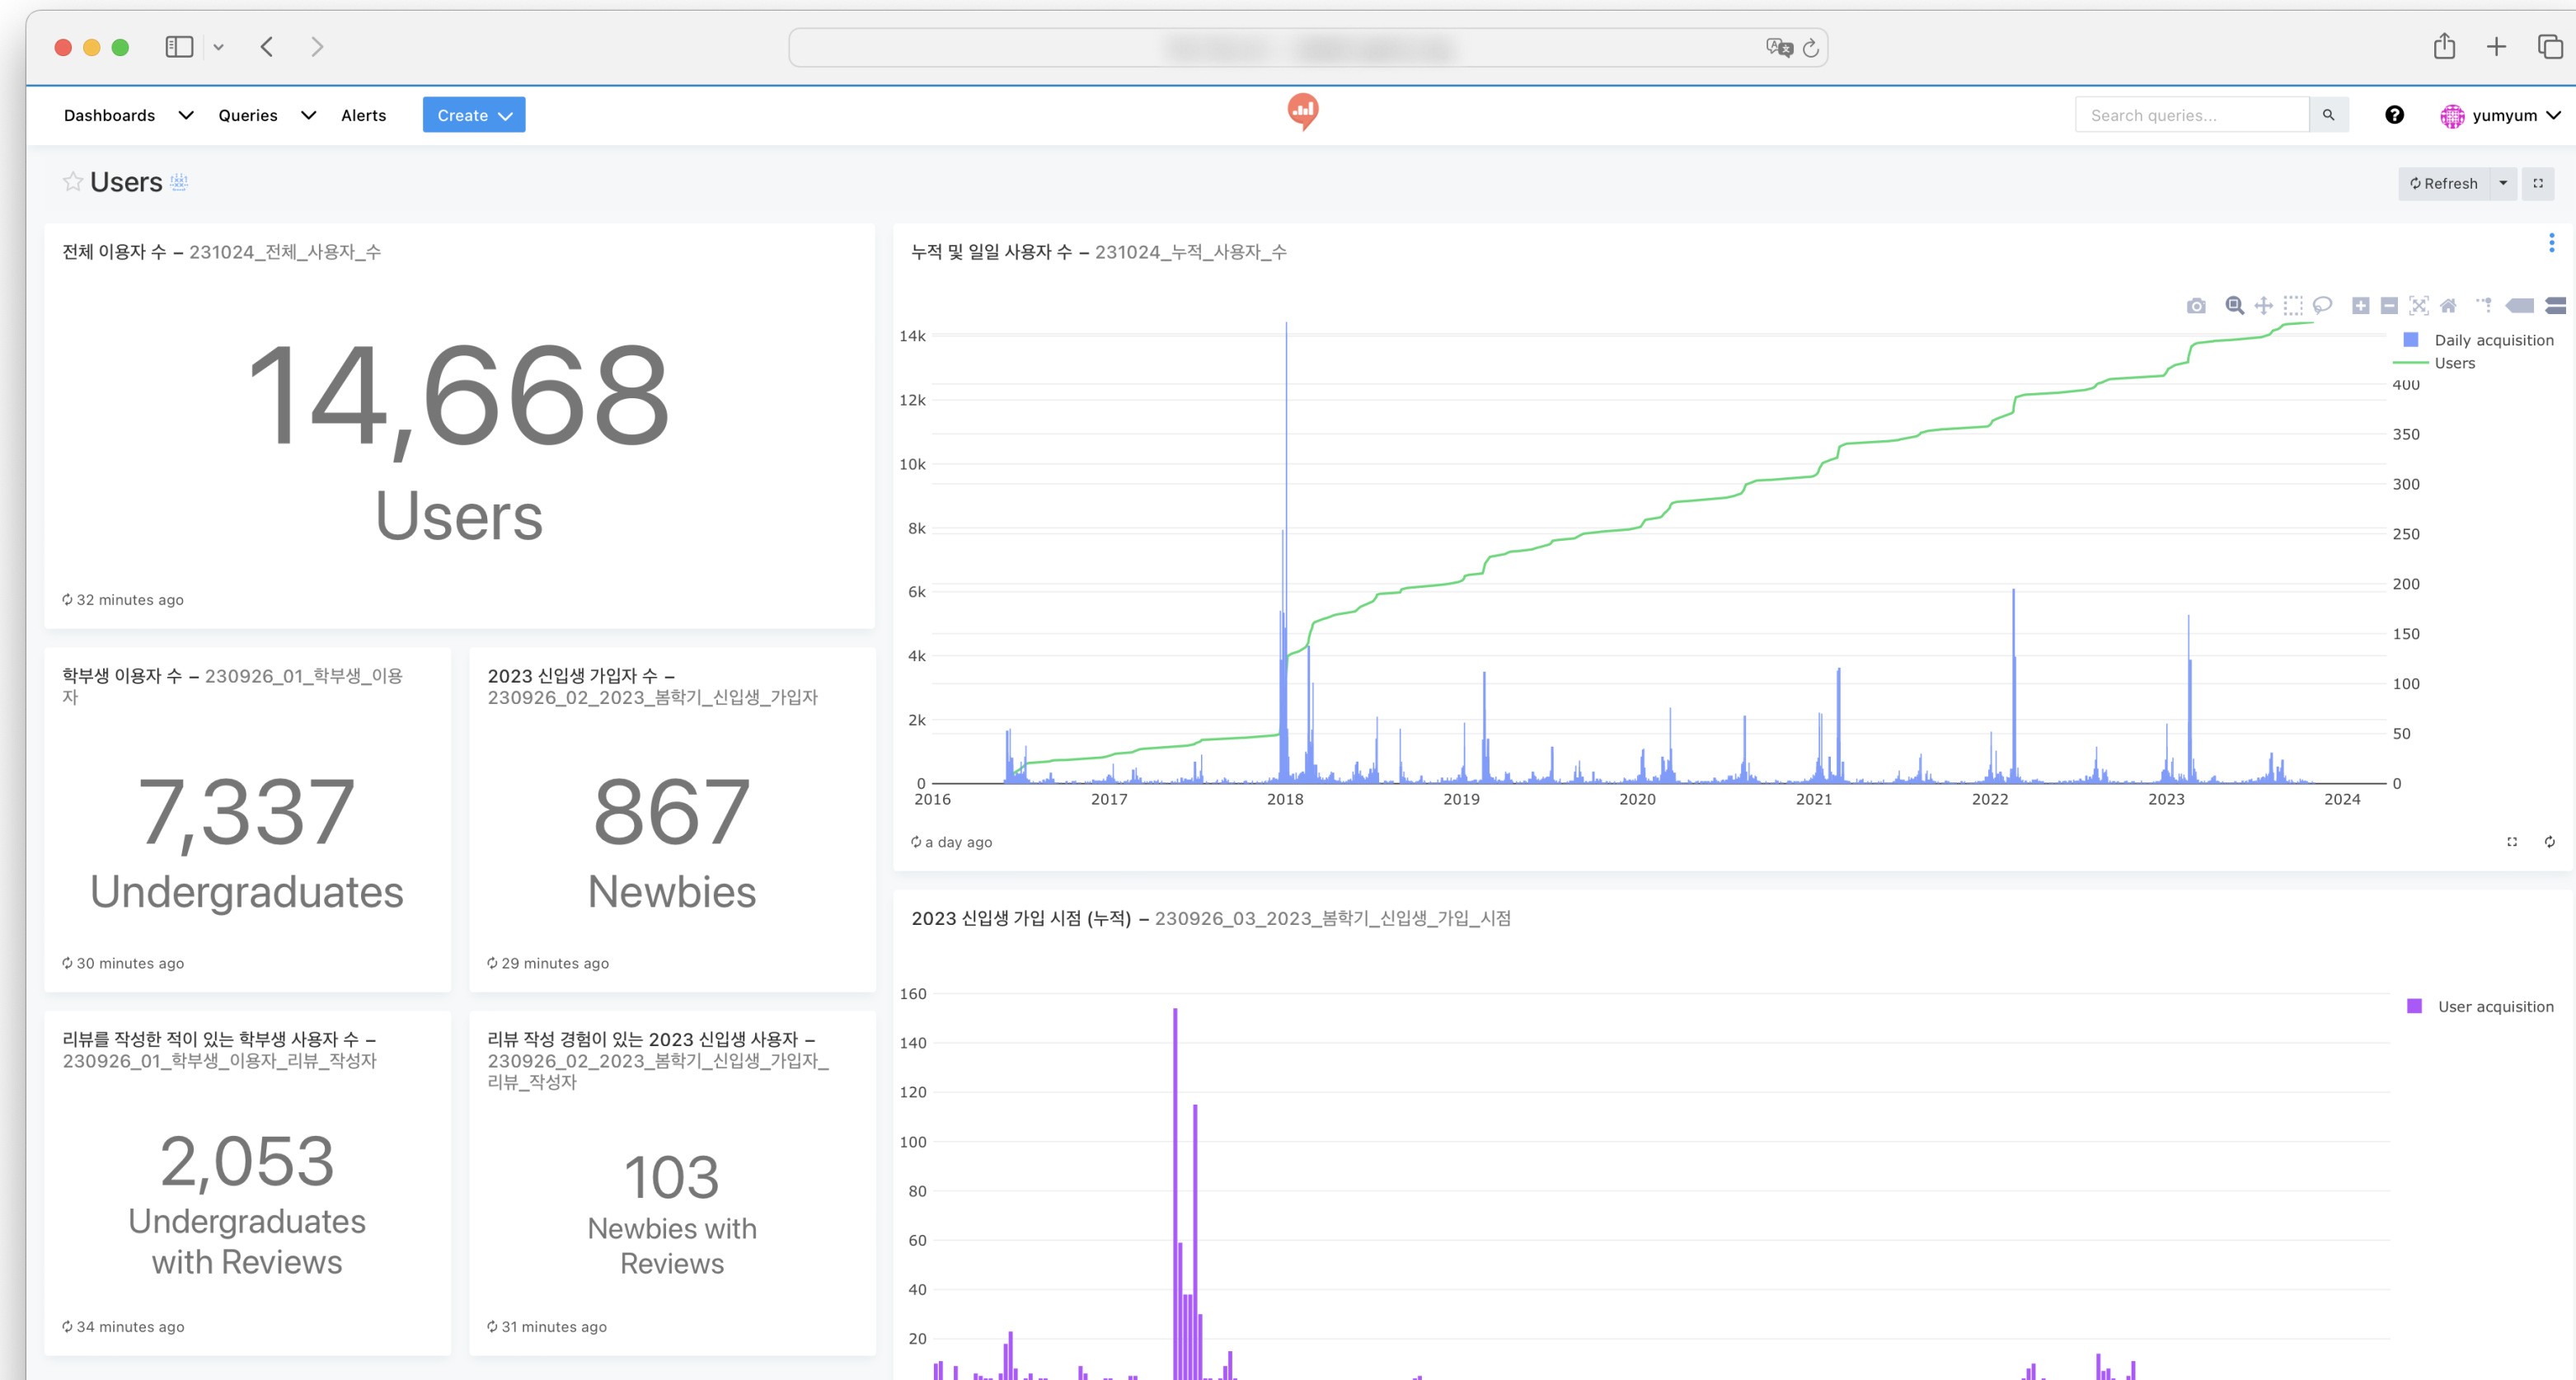 Dashboards Queries Alerts Create Search queries... yumyum
Users
Refresh
전체 이용자 수 – 231024_전체_사용자_수
14,668
Users
32 minutes ago
학부생 이용자 수 – 230926_01_학부생_이용
자
7,337
Undergraduates
30 minutes ago
2023 신입생 가입자 수 –
230926_02_2023_봄학기_신입생_가입자
867
Newbies
29 minutes ago
리뷰를 작성한 적이 있는 학부생 사용자 수 –
230926_01_학부생_이용자_리뷰_작성자
2,053
Undergraduates
with Reviews
34 minutes ago
리뷰 작성 경험이 있는 2023 신입생 사용자 –
230926_02_2023_봄학기_신입생_가입자_
리뷰_작성자
103
Newbies with
Reviews
31 minutes ago
누적 및 일일 사용자 수 – 231024_누적_사용자_수
Daily acquisition
Users
14k
12k
10k
8k
6k
4k
2k
0
400
350
300
250
200
150
100
50
0
2016 2017 2018 2019 2020 2021 2022 2023 2024
a day ago
2023 신입생 가입 시점 (누적) – 230926_03_2023_봄학기_신입생_가입_시점
User acquisition
160
140
120
100
80
60
40
20